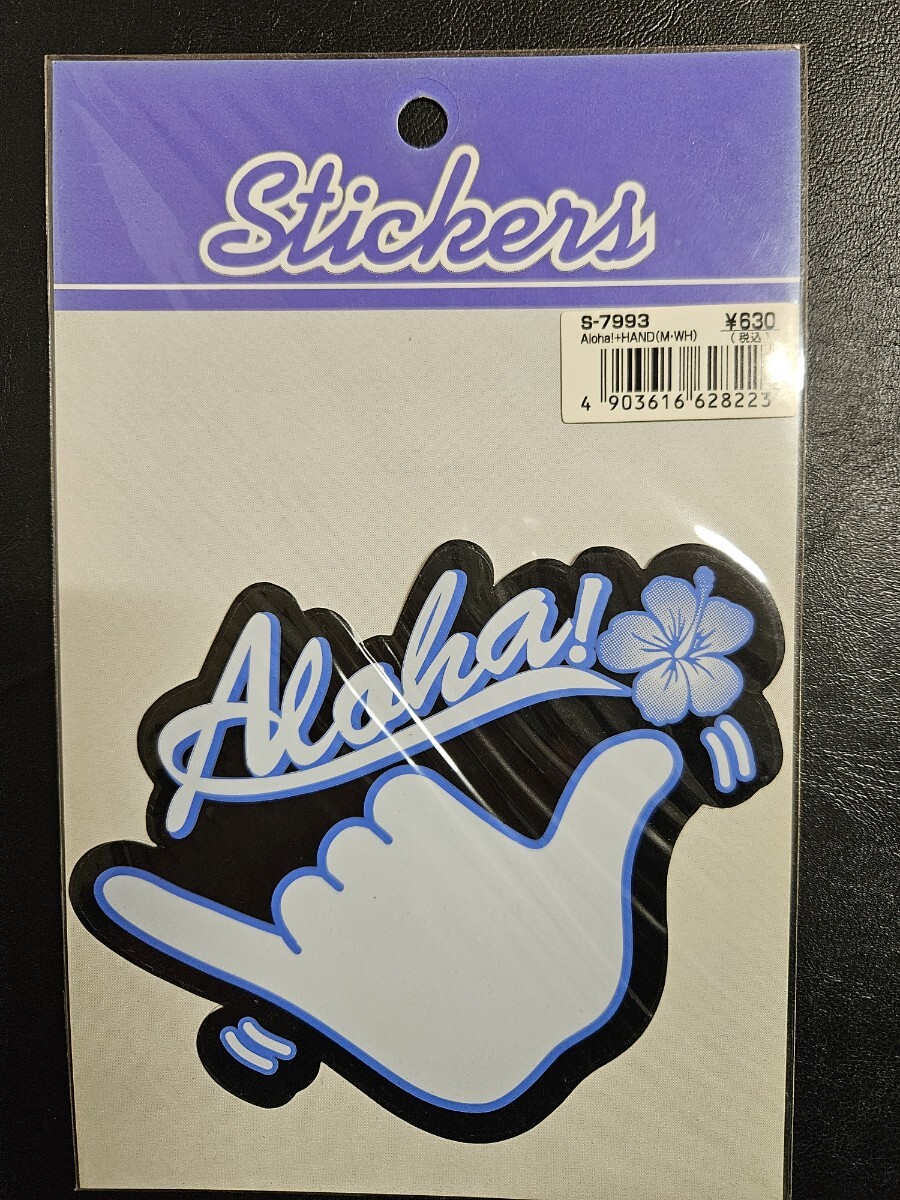 Stickers
S-7993 ¥630
Aloha!+HAND(M·WH) (税込)
4 903616 628223
Aloha!